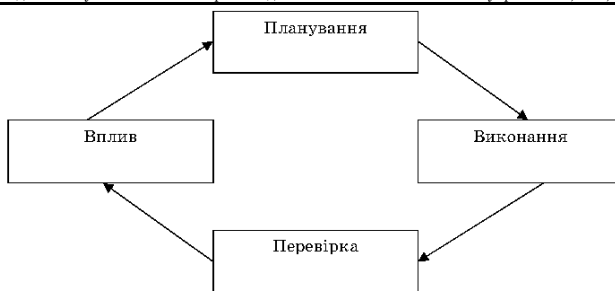 Планування
Вплив
Виконання
Перевірка